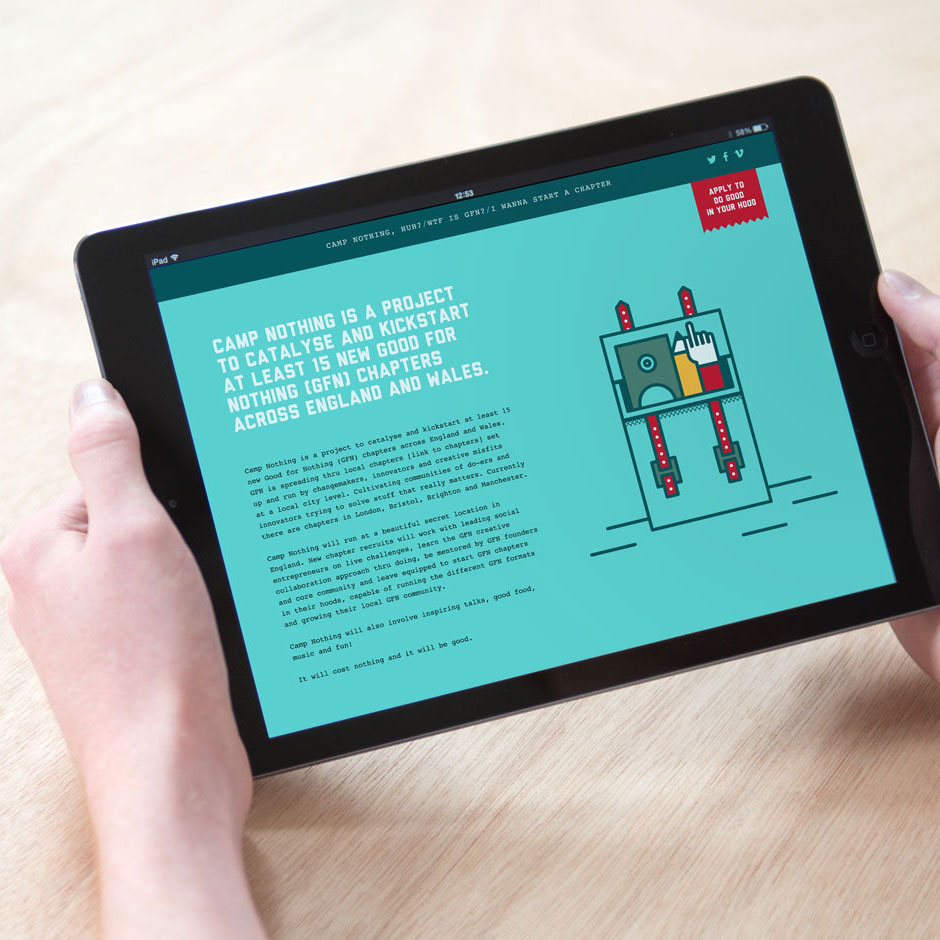 iPad
12:53
58%
CAMP NOTHING, HUH?/WTF IS GFN?/I WANNA START A CHAPTER
APPLY TO
DO GOOD
IN YOUR HOOD
CAMP NOTHING IS A PROJECT
TO CATALYSE AND KICKSTART
AT LEAST 15 NEW GOOD FOR
NOTHING (GFN) CHAPTERS
ACROSS ENGLAND AND WALES.
Camp Nothing is a project to catalyse and kickstart at least 15
new Good for Nothing (GFN) chapters across England and Wales.
GFN is spreading thru local chapters [link to chapters] set
up and run by changemakers, innovators and creative misfits
at a local city level. Cultivating communities of do-ers and
innovators trying to solve stuff that really matters. Currently
there are chapters in London, Bristol, Brighton and Manchester.
Camp Nothing will run at a beautiful secret location in
England. New chapter recruits will work with leading social
entrepreneurs on live challenges, learn the GFN creative
collaboration approach thru doing, be mentored by GFN founders
and core community and leave equipped to start GFN chapters
in their hoods, capable of running the different GFN formats
and growing their local GFN community.
Camp Nothing will also involve inspiring talks, good food,
music and fun!
It will cost nothing and it will be good.